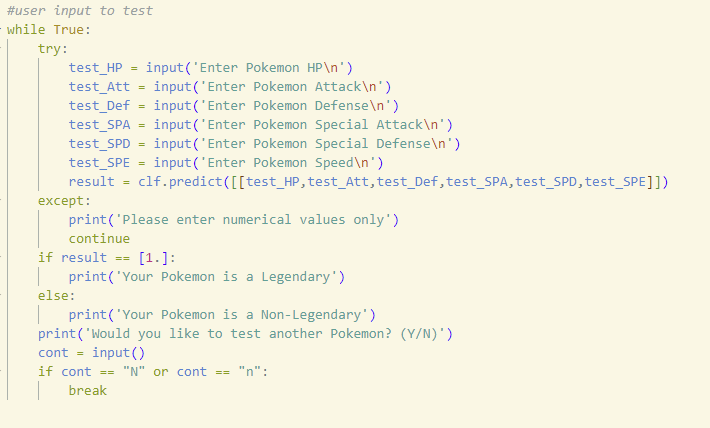 #user input to test
while True:
    try:
        test_HP = input('Enter Pokemon HP\n')
        test_Att = input('Enter Pokemon Attack\n')
        test_Def = input('Enter Pokemon Defense\n')
        test_SPA = input('Enter Pokemon Special Attack\n')
        test_SPD = input('Enter Pokemon Special Defense\n')
        test_SPE = input('Enter Pokemon Speed\n')
        result = clf.predict([[test_HP,test_Att,test_Def,test_SPA,test_SPD,test_SPE]])
    except:
        print('Please enter numerical values only')
        continue
    if result == [1.]:
        print('Your Pokemon is a Legendary')
    else:
        print('Your Pokemon is a Non-Legendary')
    print('Would you like to test another Pokemon? (Y/N)')
    cont = input()
    if cont == "N" or cont == "n":
        break